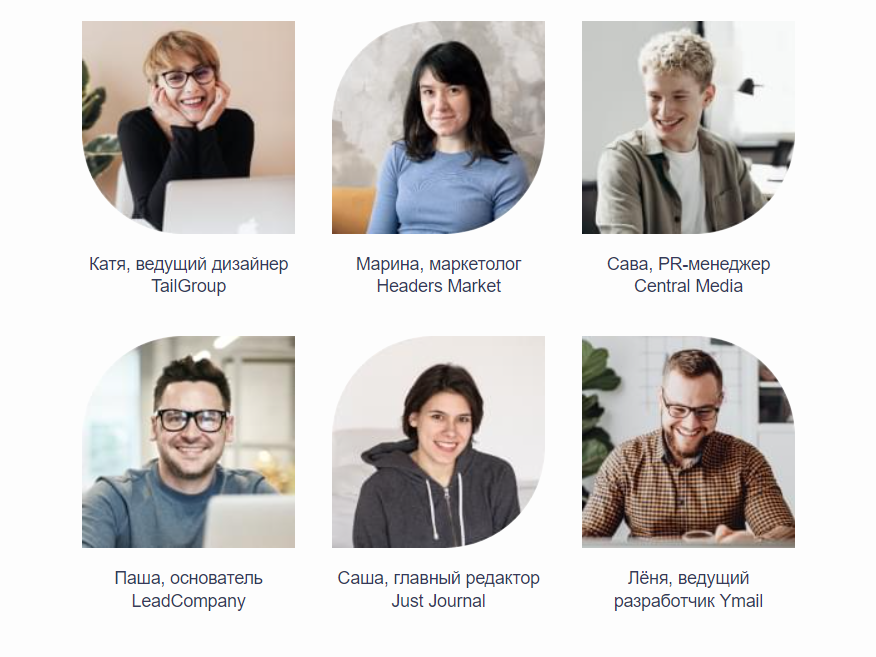 Катя, ведущий дизайнер
TailGroup
Марина, маркетолог
Headers Market
Сава, PR-менеджер
Central Media
Паша, основатель
LeadCompany
Саша, главный редактор
Just Journal
Лёня, ведущий
разработчик Ymail